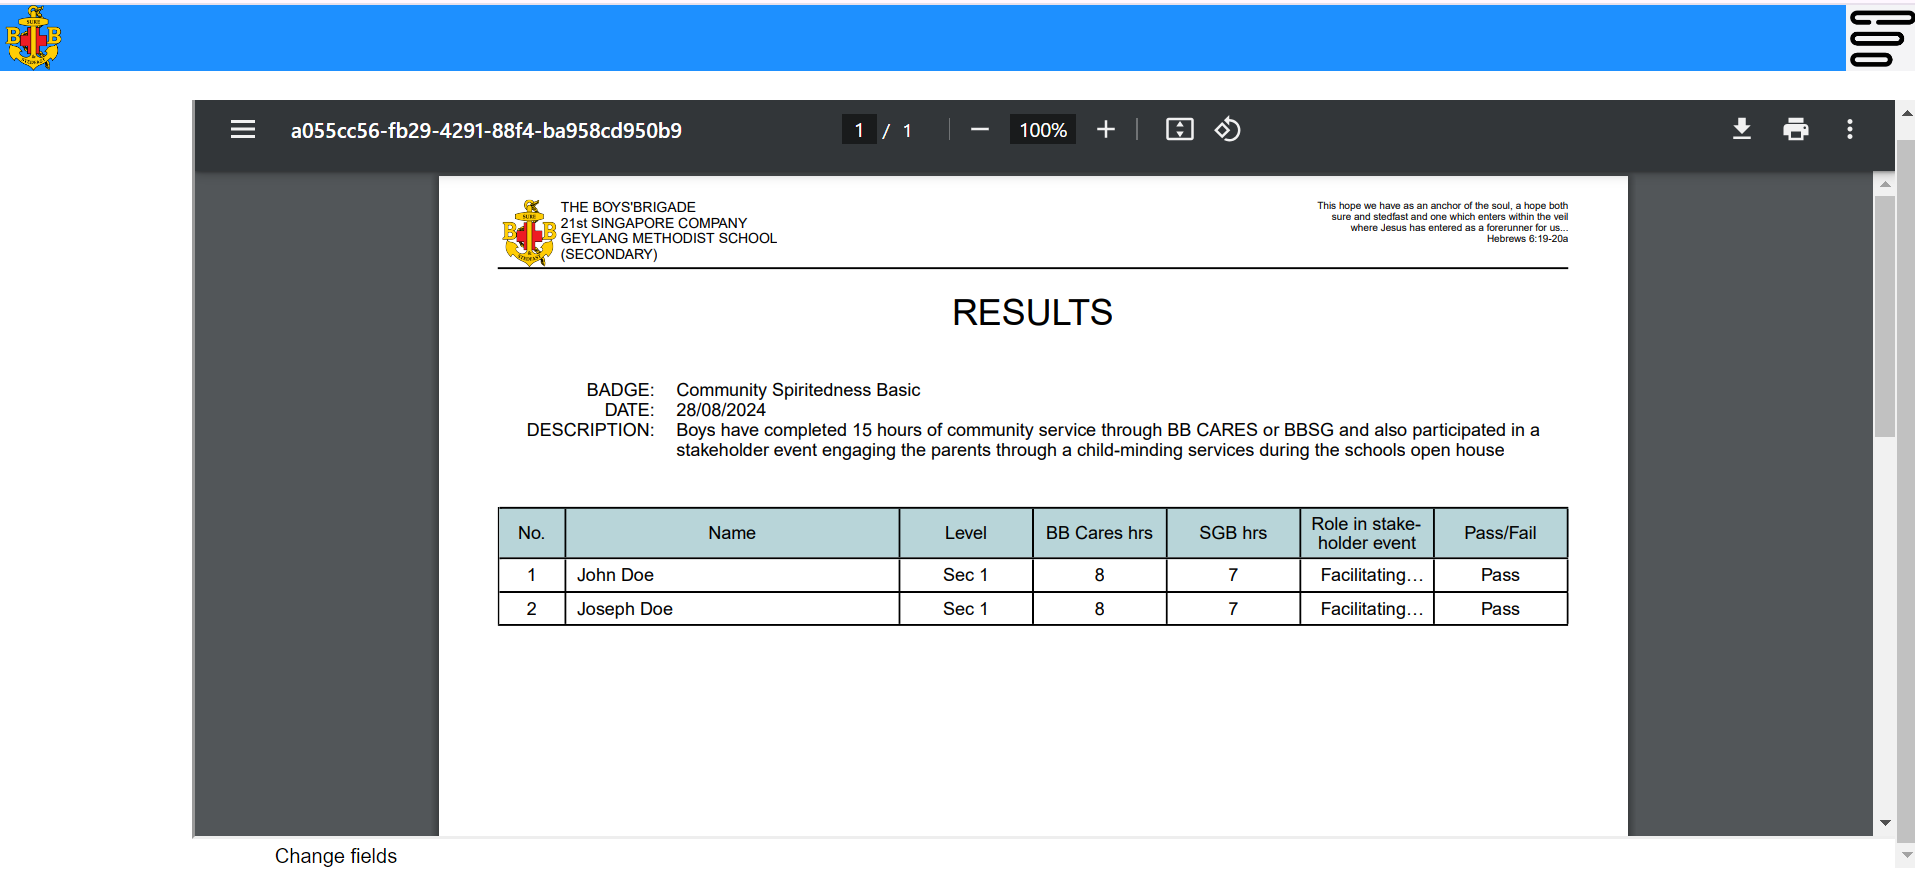 SURE
B B
STEDFAST
a055cc56-fb29-4291-88f4-ba958cd950b9
1 / 1
100%
SURE
B B
STEDFAST
THE BOYS'BRIGADE
21st SINGAPORE COMPANY
GEYLANG METHODIST SCHOOL
(SECONDARY)
This hope we have as an anchor of the soul, a hope both
sure and stedfast and one which enters within the veil
where Jesus has entered as a forerunner for us...
Hebrews 6:19-20a
RESULTS
BADGE: Community Spiritedness Basic
DATE: 28/08/2024
DESCRIPTION: Boys have completed 15 hours of community service through BB CARES or BBSG and also participated in a
stakeholder event engaging the parents through a child-minding services during the schools open house
No. Name Level BB Cares hrs SGB hrs Role in stake-
holder event Pass/Fail
1 John Doe Sec 1 8 7 Facilitating... Pass
2 Joseph Doe Sec 1 8 7 Facilitating... Pass
Change fields